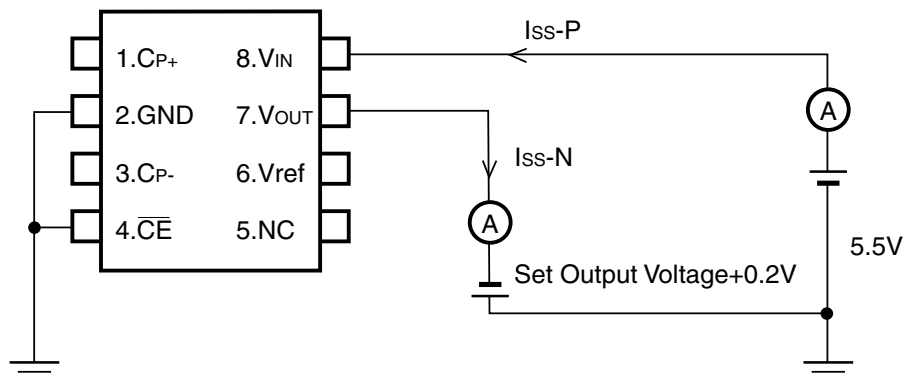 ISS-P
1.CP+ 8.VIN
2.GND 7.VOUT
A
ISS-N
3.CP- 6.Vref
A
4.C̅E̅ 5.NC
5.5V
Set Output Voltage+0.2V